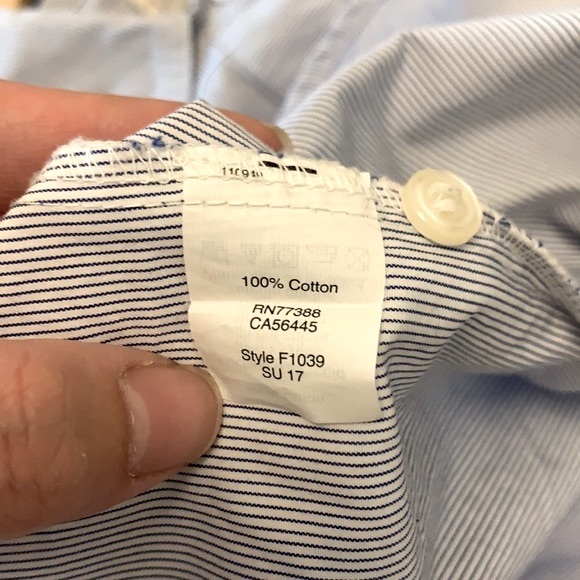 100% Cotton
RN77388
CA56445
Style F1039
SU 17